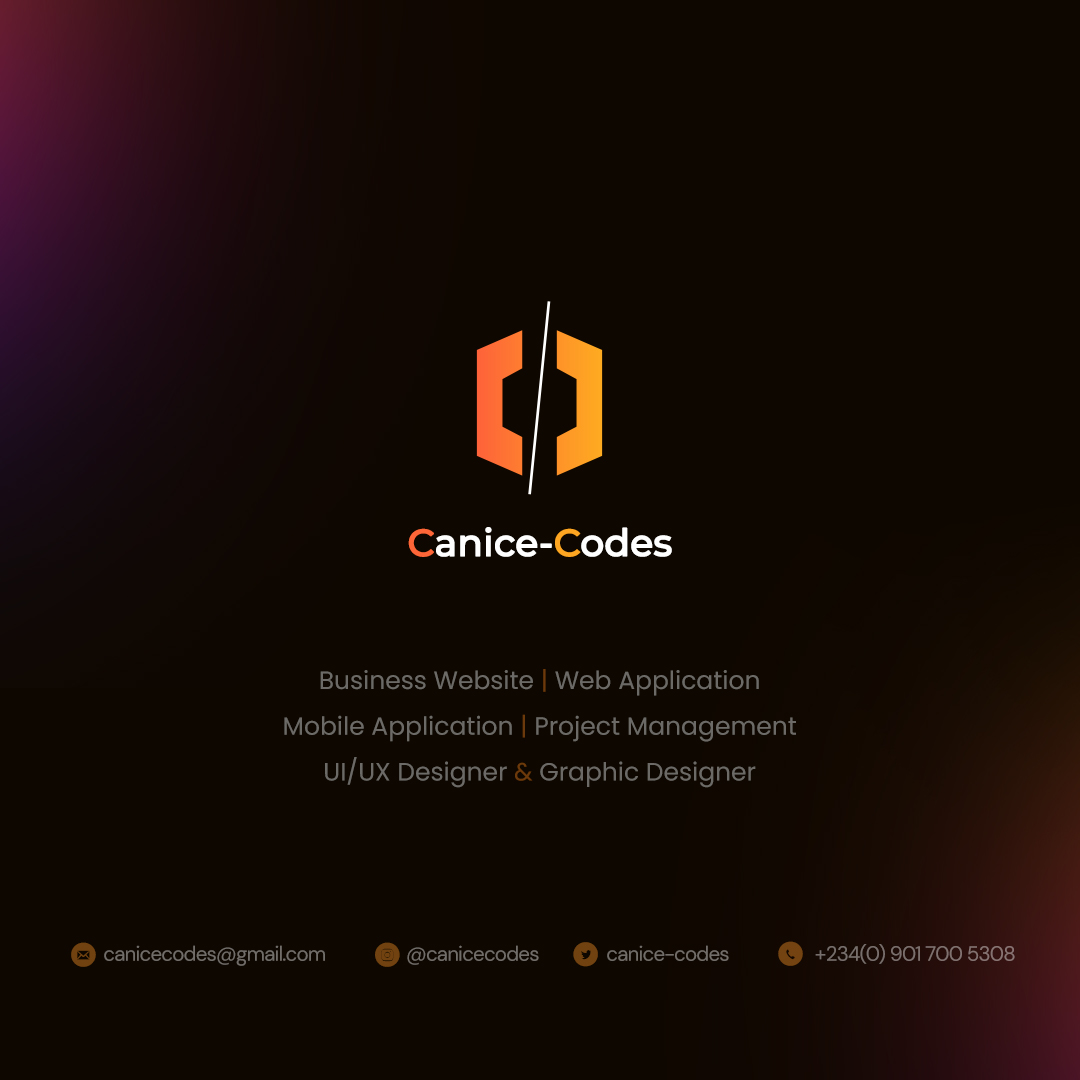 Canice-Codes
Business Website | Web Application
Mobile Application | Project Management
UI/UX Designer & Graphic Designer
canicecodes@gmail.com @canicecodes canice-codes +234(0) 901 700 5308